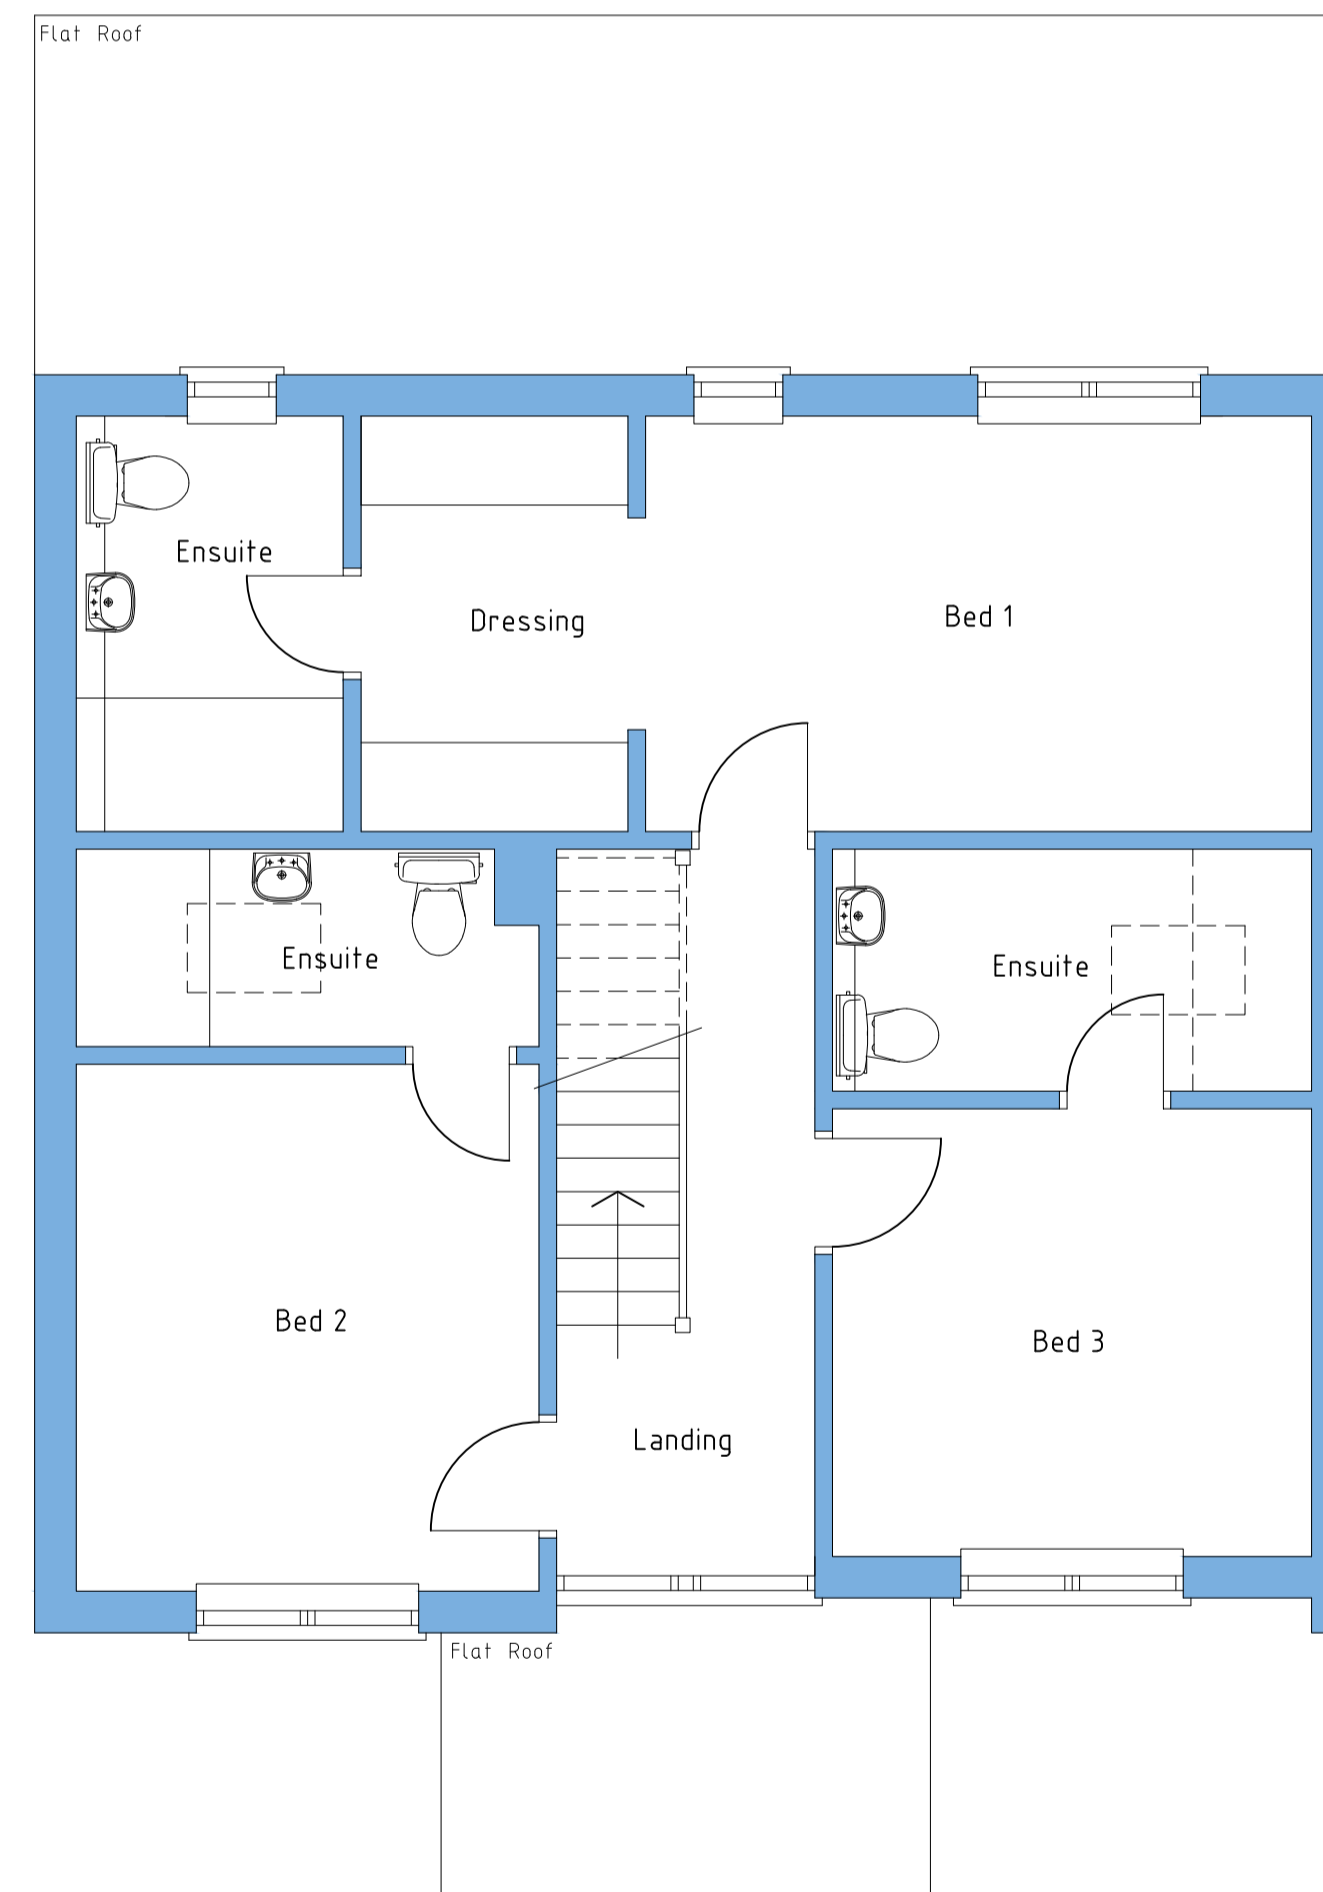 Flat Roof
Ensuite
Dressing
Bed 1
Ensuite
Ensuite
Bed 2
Bed 3
Landing
Flat Roof